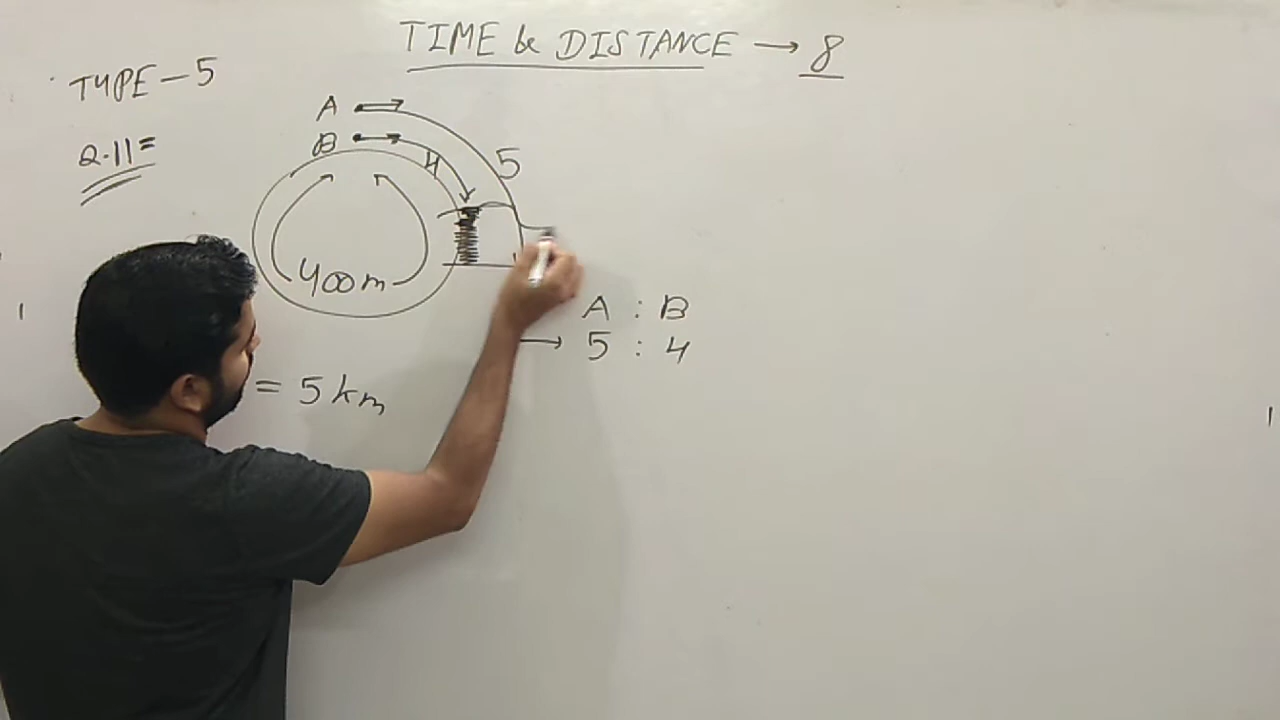 TIME & DISTANCE → 8
TYPE-5
Q.11=
A
B
4
5
400m
= 5 km
A : B
→ 5 : 4